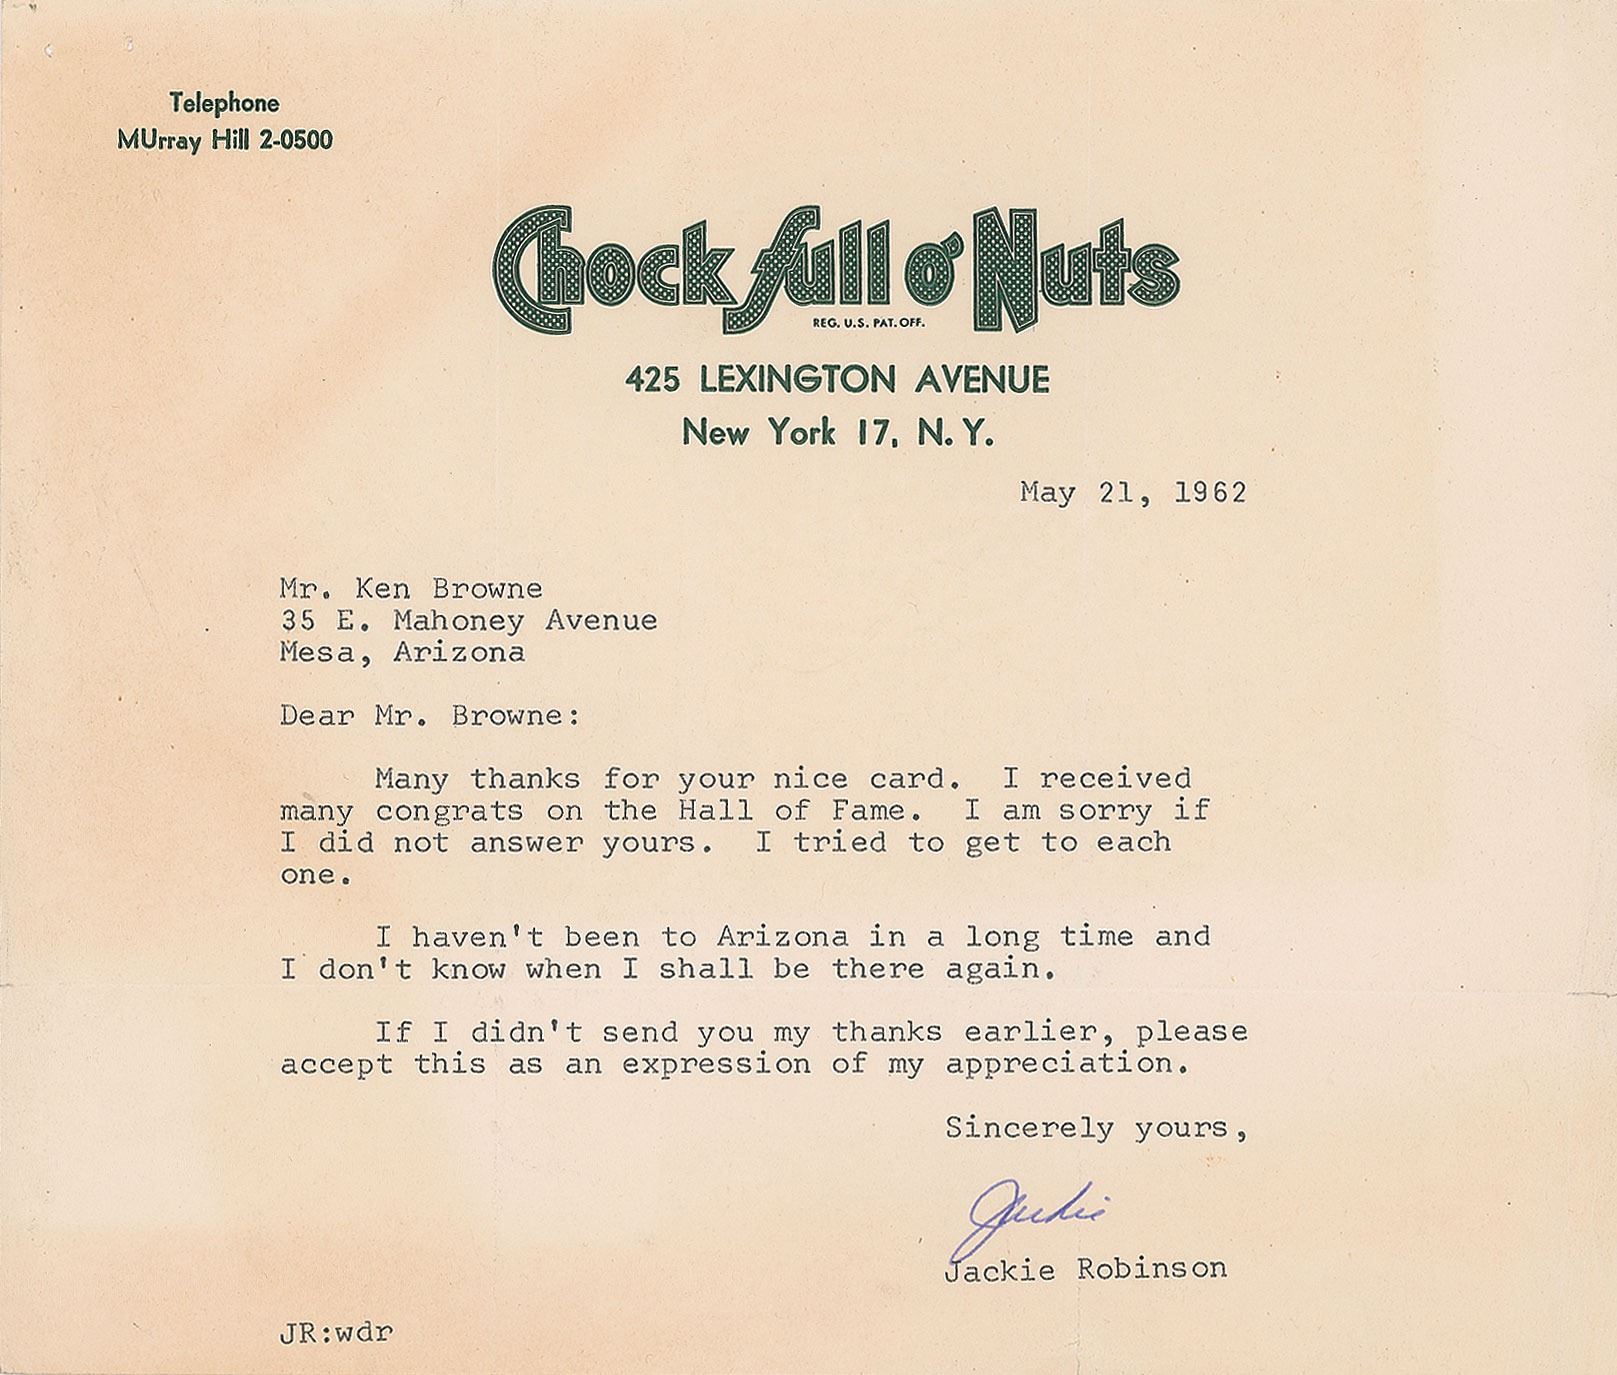 Telephone
MUrray Hill 2-0500
Chock full o' Nuts
REG. U.S. PAT. OFF.
425 LEXINGTON AVENUE
New York 17, N. Y.
May 21, 1962
Mr. Ken Browne
35 E. Mahoney Avenue
Mesa, Arizona
Dear Mr. Browne:
Many thanks for your nice card. I received
many congrats on the Hall of Fame. I am sorry if
I did not answer yours. I tried to get to each
one.
I haven't been to Arizona in a long time and
I don't know when I shall be there again.
If I didn't send you my thanks earlier, please
accept this as an expression of my appreciation.
Sincerely yours,
Jackie
Jackie Robinson
JR:wdr